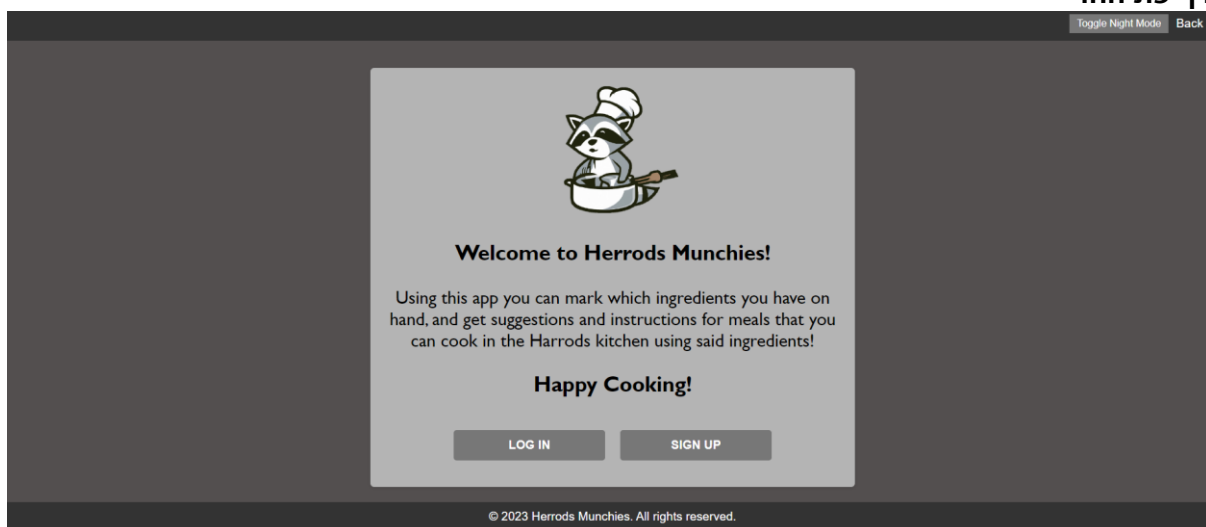 Toggle Night Mode Back
Welcome to Herrods Munchies!
Using this app you can mark which ingredients you have on
hand, and get suggestions and instructions for meals that you
can cook in the Harrods kitchen using said ingredients!
Happy Cooking!
LOG IN SIGN UP
© 2023 Herrods Munchies. All rights reserved.